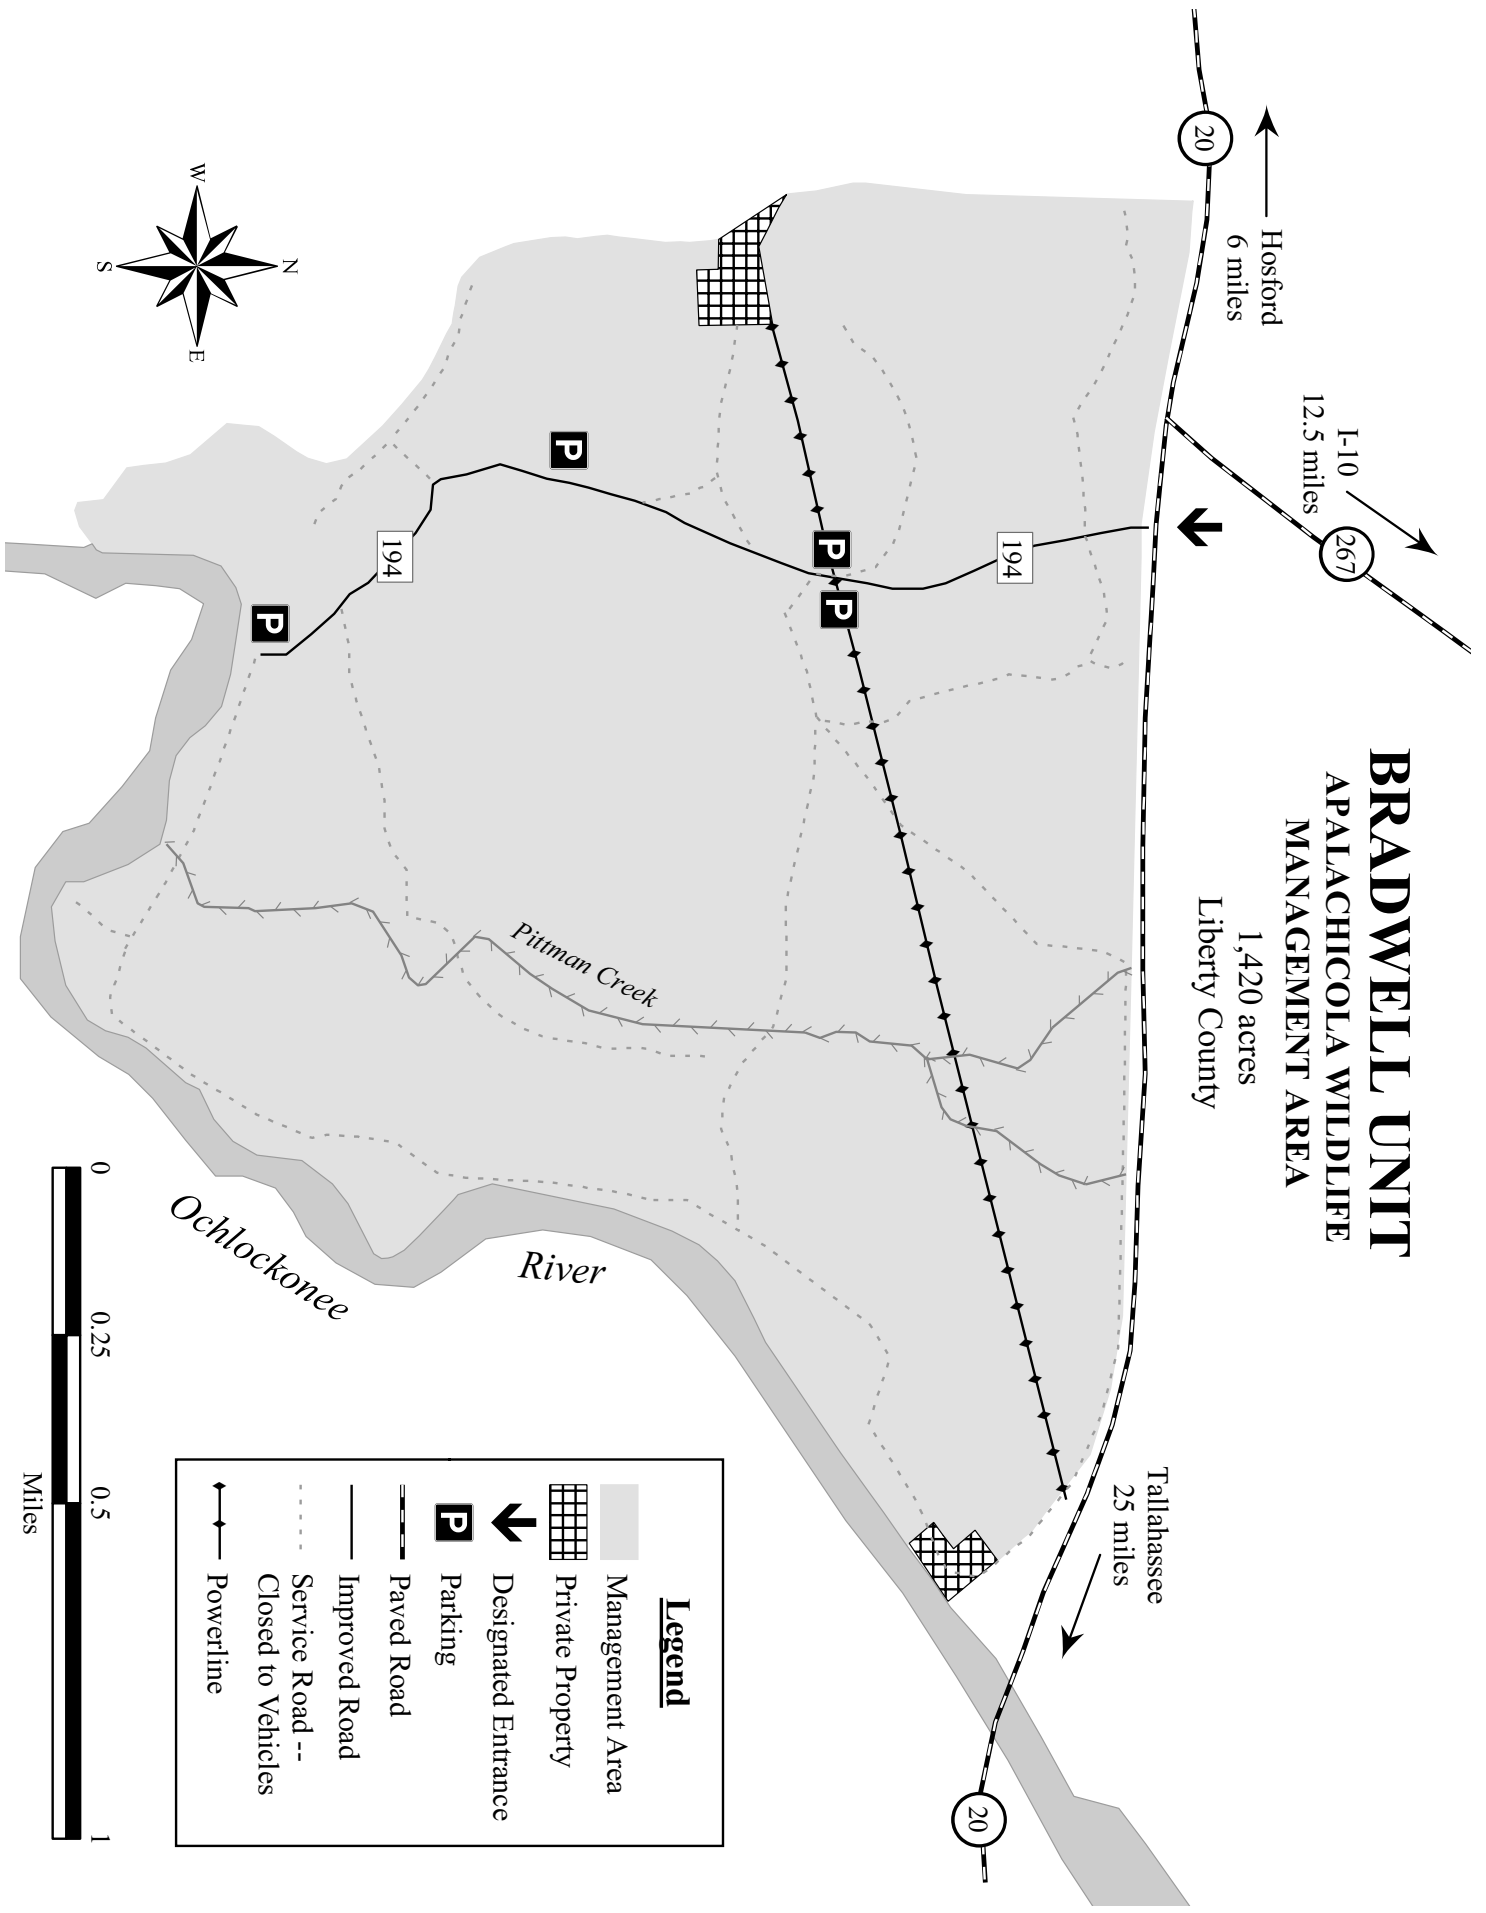 BRADWELL UNIT
APALACHICOLA WILDLIFE
MANAGEMENT AREA
1,420 acres
Liberty County
Hosford
6 miles
I-10
12.5 miles
Tallahassee
25 miles
20
267
20
194
194
P
P
P
P
Pittman Creek
Ochlockonee
River
N
W
E
S
Legend
Management Area
Private Property
Designated Entrance
P
Parking
Paved Road
Improved Road
Service Road --
Closed to Vehicles
Powerline
0
0.25
0.5
1
Miles